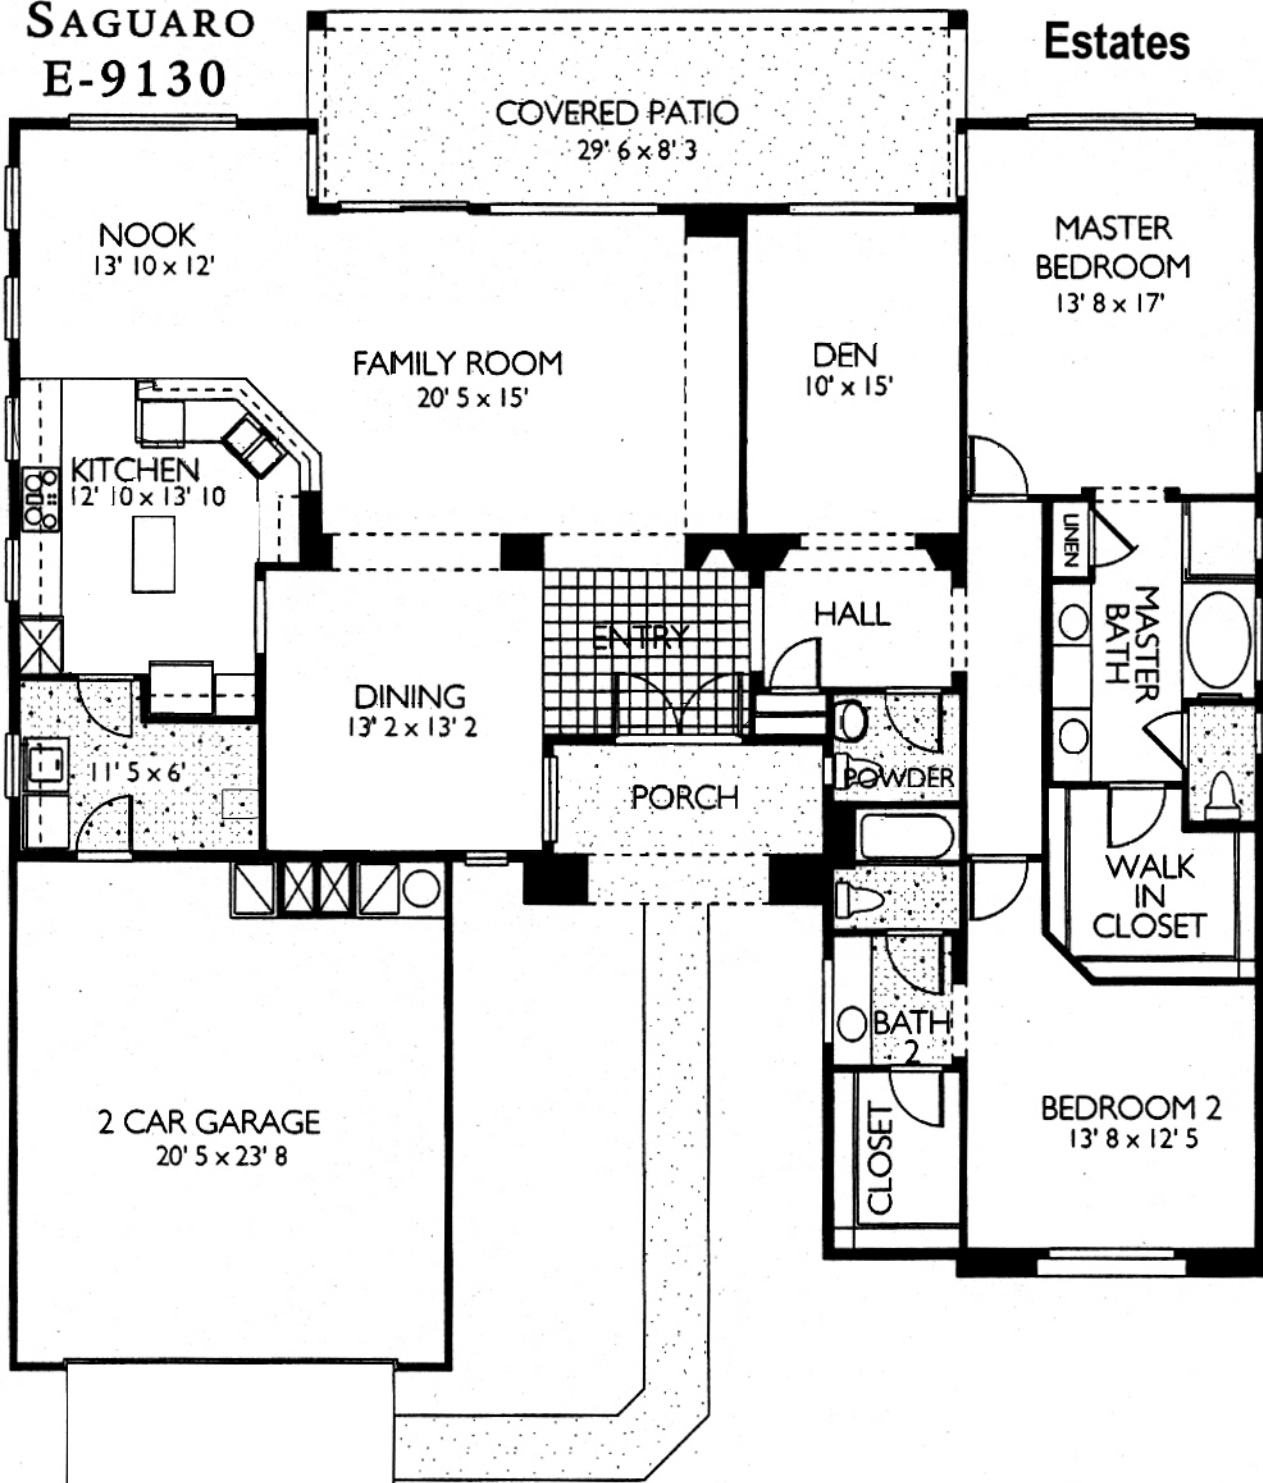 SAGUARO
E-9130
Estates
COVERED PATIO
29' 6 x 8' 3
NOOK
13' 10 x 12'
MASTER
BEDROOM
13' 8 x 17'
FAMILY ROOM
20' 5 x 15'
DEN
10' x 15'
KITCHEN
12' 10 x 13' 10
LINEN
HALL
ENTRY
MASTER
BATH
DINING
13' 2 x 13' 2
11' 5 x 6'
POWDER
PORCH
WALK
IN
CLOSET
BATH
2
2 CAR GARAGE
20' 5 x 23' 8
CLOSET
BEDROOM 2
13' 8 x 12' 5